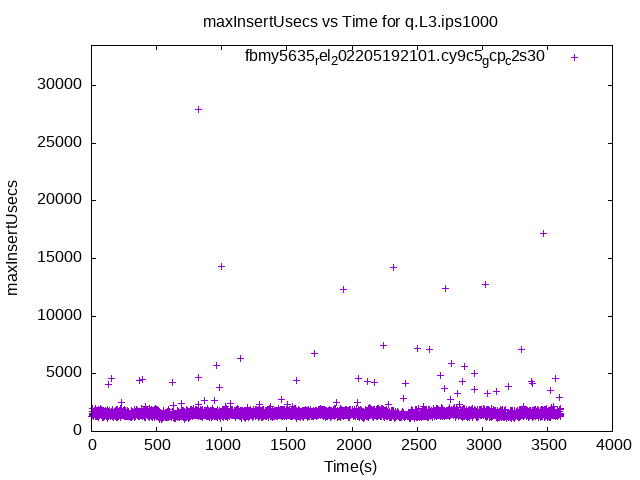 maxInsertUsecs vs Time for q.L3.ips1000
fbmy5635rel202205192101.cy9c5gcpc2s30
30000
25000
20000
15000
10000
5000
0
maxInsertUsecs
0 500 1000 1500 2000 2500 3000 3500 4000
Time(s)